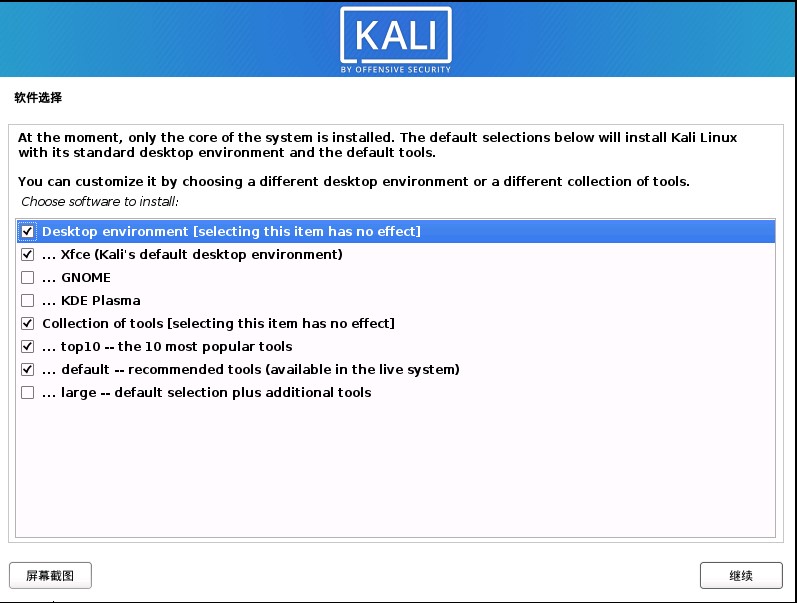 KALI
BY OFFENSIVE SECURITY
软件选择
At the moment, only the core of the system is installed. The default selections below will install Kali Linux
with its standard desktop environment and the default tools.
You can customize it by choosing a different desktop environment or a different collection of tools.
Choose software to install:
Desktop environment [selecting this item has no effect]
... Xfce (Kali's default desktop environment)
... GNOME
... KDE Plasma
Collection of tools [selecting this item has no effect]
... top10 -- the 10 most popular tools
... default -- recommended tools (available in the live system)
... large -- default selection plus additional tools
屏幕截图
继续